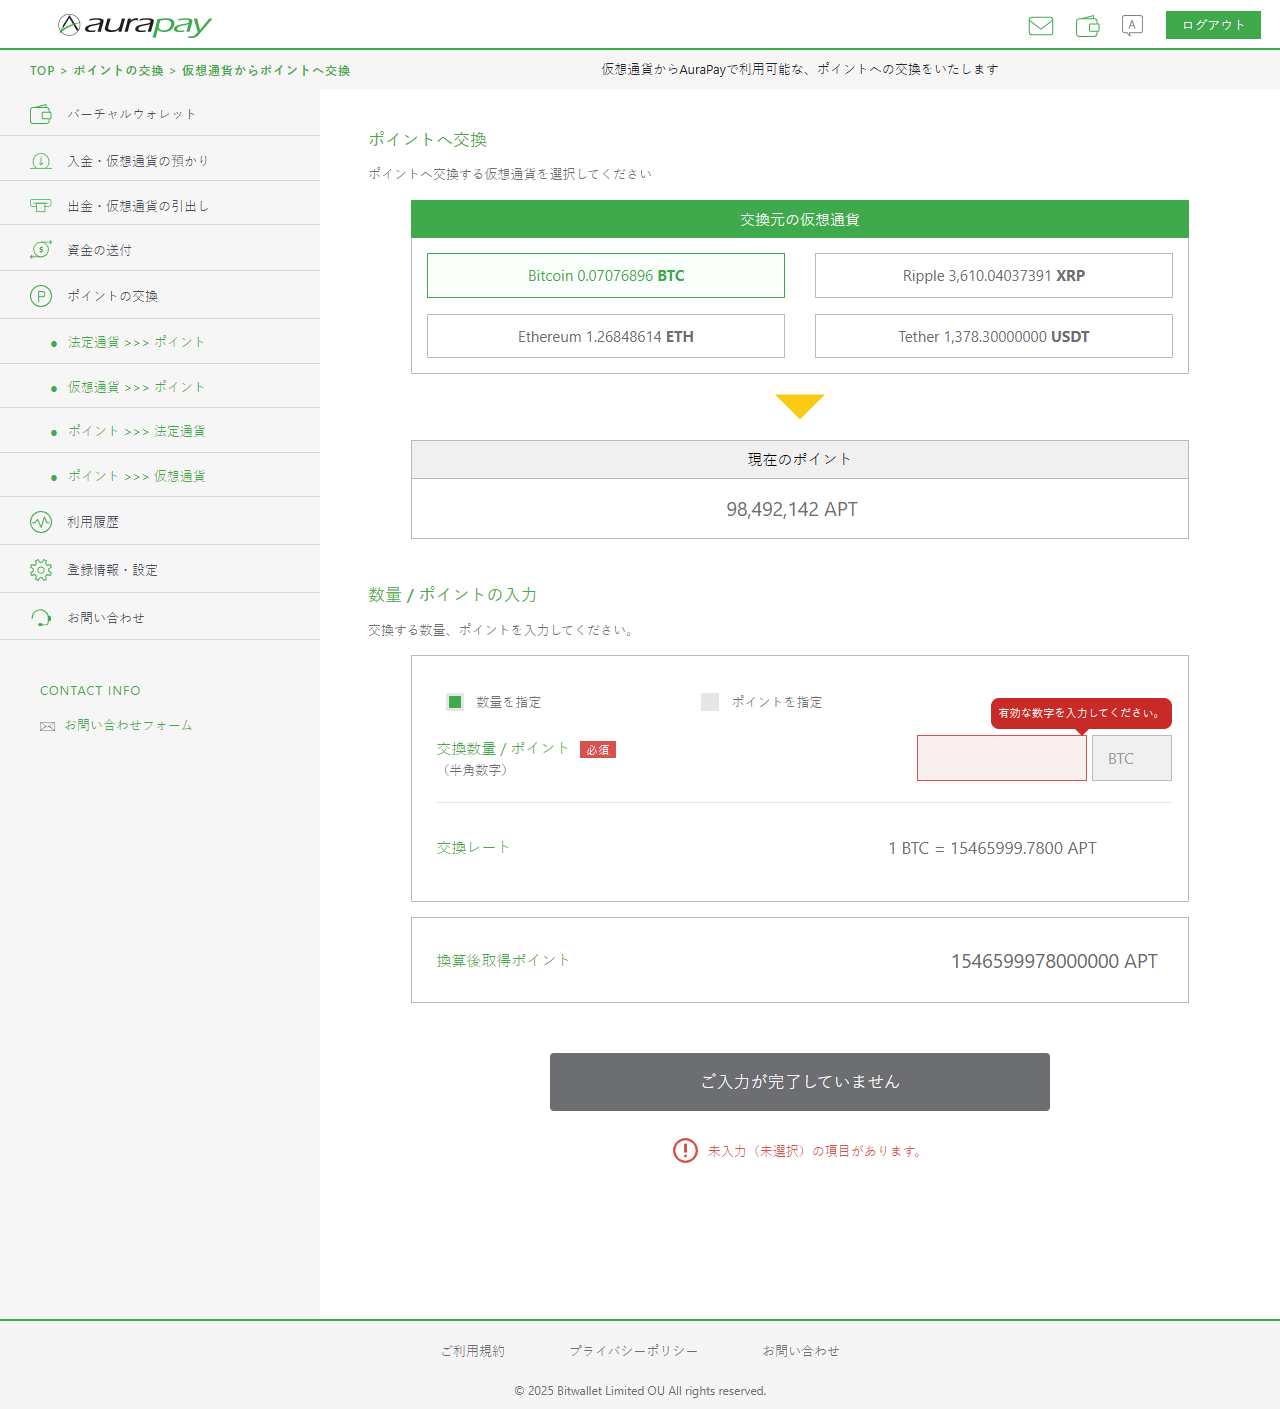 aurapay
A
ログアウト
TOP > ポイントの交換 > 仮想通貨からポイントへ交換
仮想通貨からAuraPayで利用可能な、ポイントへの交換をいたします
バーチャルウォレット
入金・仮想通貨の預かり
出金・仮想通貨の引出し
$ 資金の送付
P ポイントの交換
法定通貨 >>> ポイント
仮想通貨 >>> ポイント
ポイント >>> 法定通貨
ポイント >>> 仮想通貨
利用履歴
登録情報・設定
お問い合わせ
CONTACT INFO
お問い合わせフォーム
ポイントへ交換
ポイントへ交換する仮想通貨を選択してください
交換元の仮想通貨
Bitcoin 0.07076896 BTC
Ripple 3,610.04037391 XRP
Ethereum 1.26848614 ETH
Tether 1,378.30000000 USDT
現在のポイント
98,492,142 APT
数量 / ポイントの入力
交換する数量、ポイントを入力してください。
数量を指定
ポイントを指定
有効な数字を入力してください。
交換数量 / ポイント 必須
（半角数字）
BTC
交換レート
1 BTC = 15465999.7800 APT
換算後取得ポイント
1546599978000000 APT
ご入力が完了していません
未入力（未選択）の項目があります。
ご利用規約
プライバシーポリシー
お問い合わせ
© 2025 Bitwallet Limited OU All rights reserved.